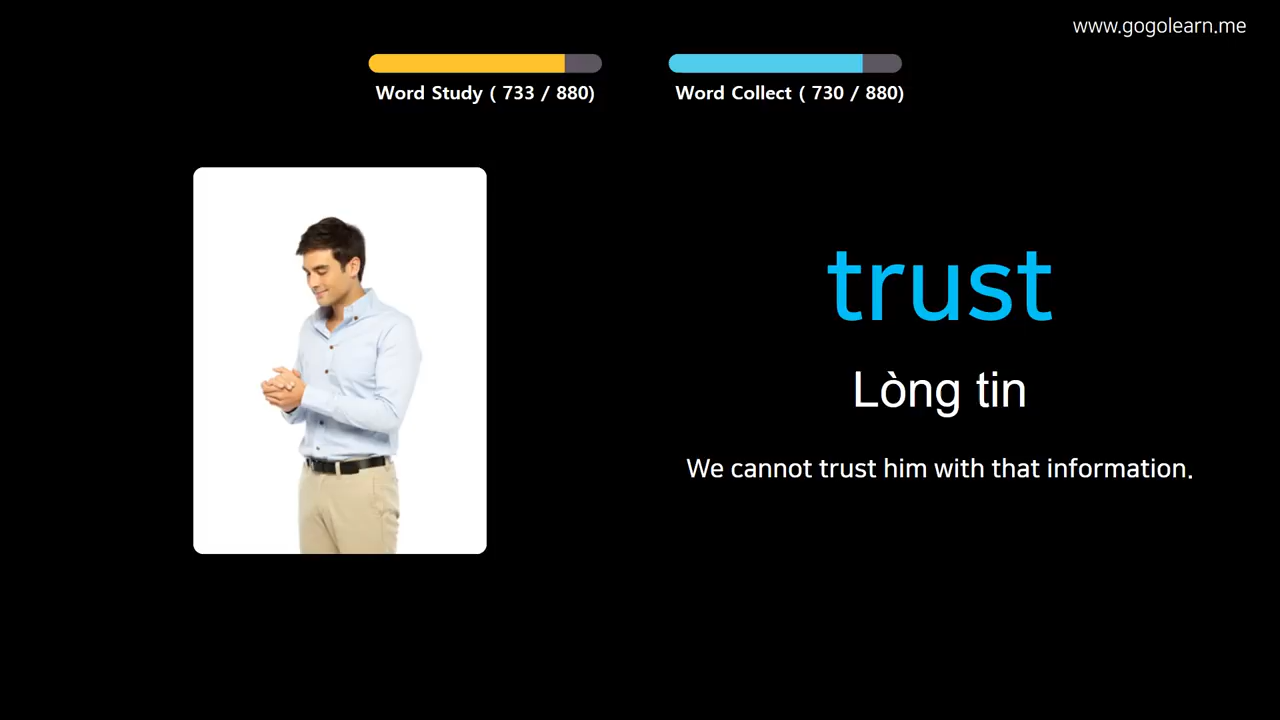 www.gogolearn.me
Word Study ( 733 / 880)
Word Collect ( 730 / 880)
trust
Lòng tin
We cannot trust him with that information.